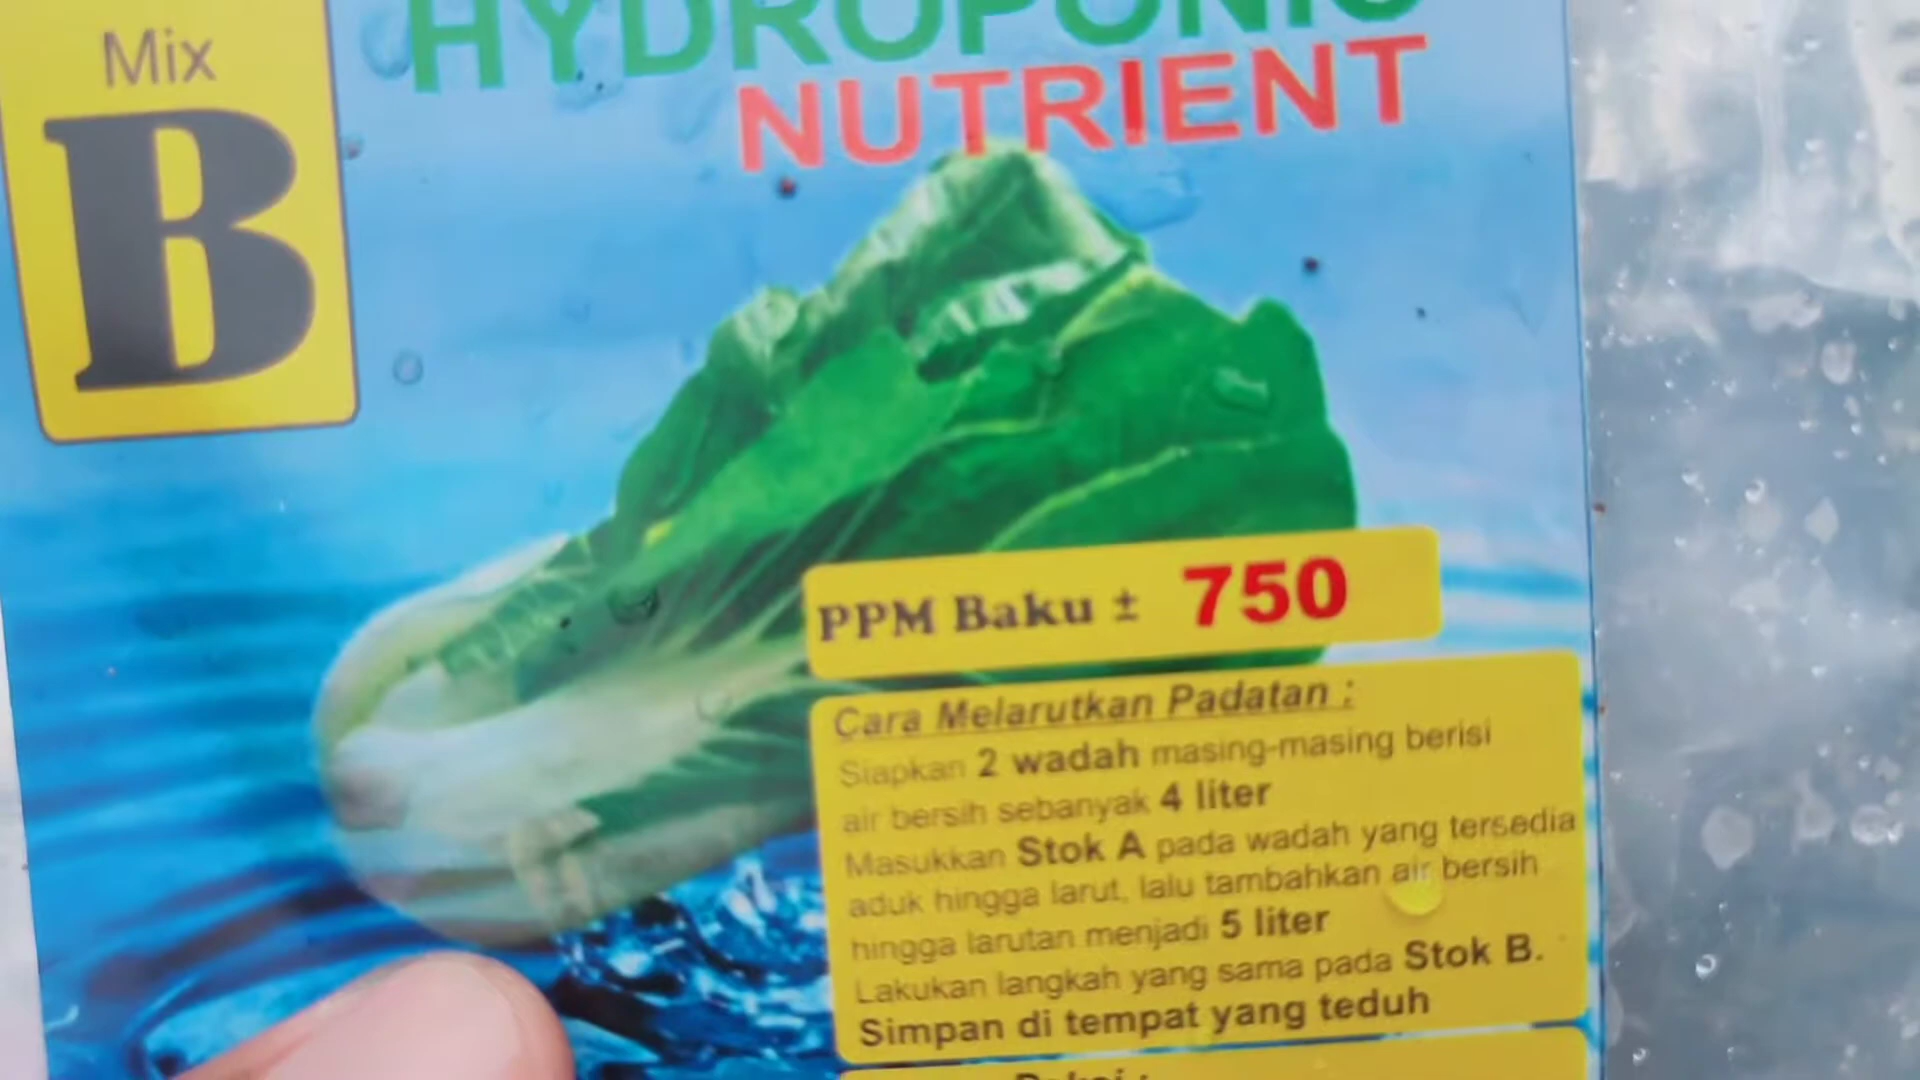 Mix
B
HYDROPONIC
NUTRIENT
PPM Baku ± 750
Cara Melarutkan Padatan :
Siapkan 2 wadah masing-masing berisi
air bersih sebanyak 4 liter
Masukkan Stok A pada wadah yang tersedia
aduk hingga larut, lalu tambahkan air bersih
hingga larutan menjadi 5 liter
Lakukan langkah yang sama pada Stok B.
Simpan di tempat yang teduh